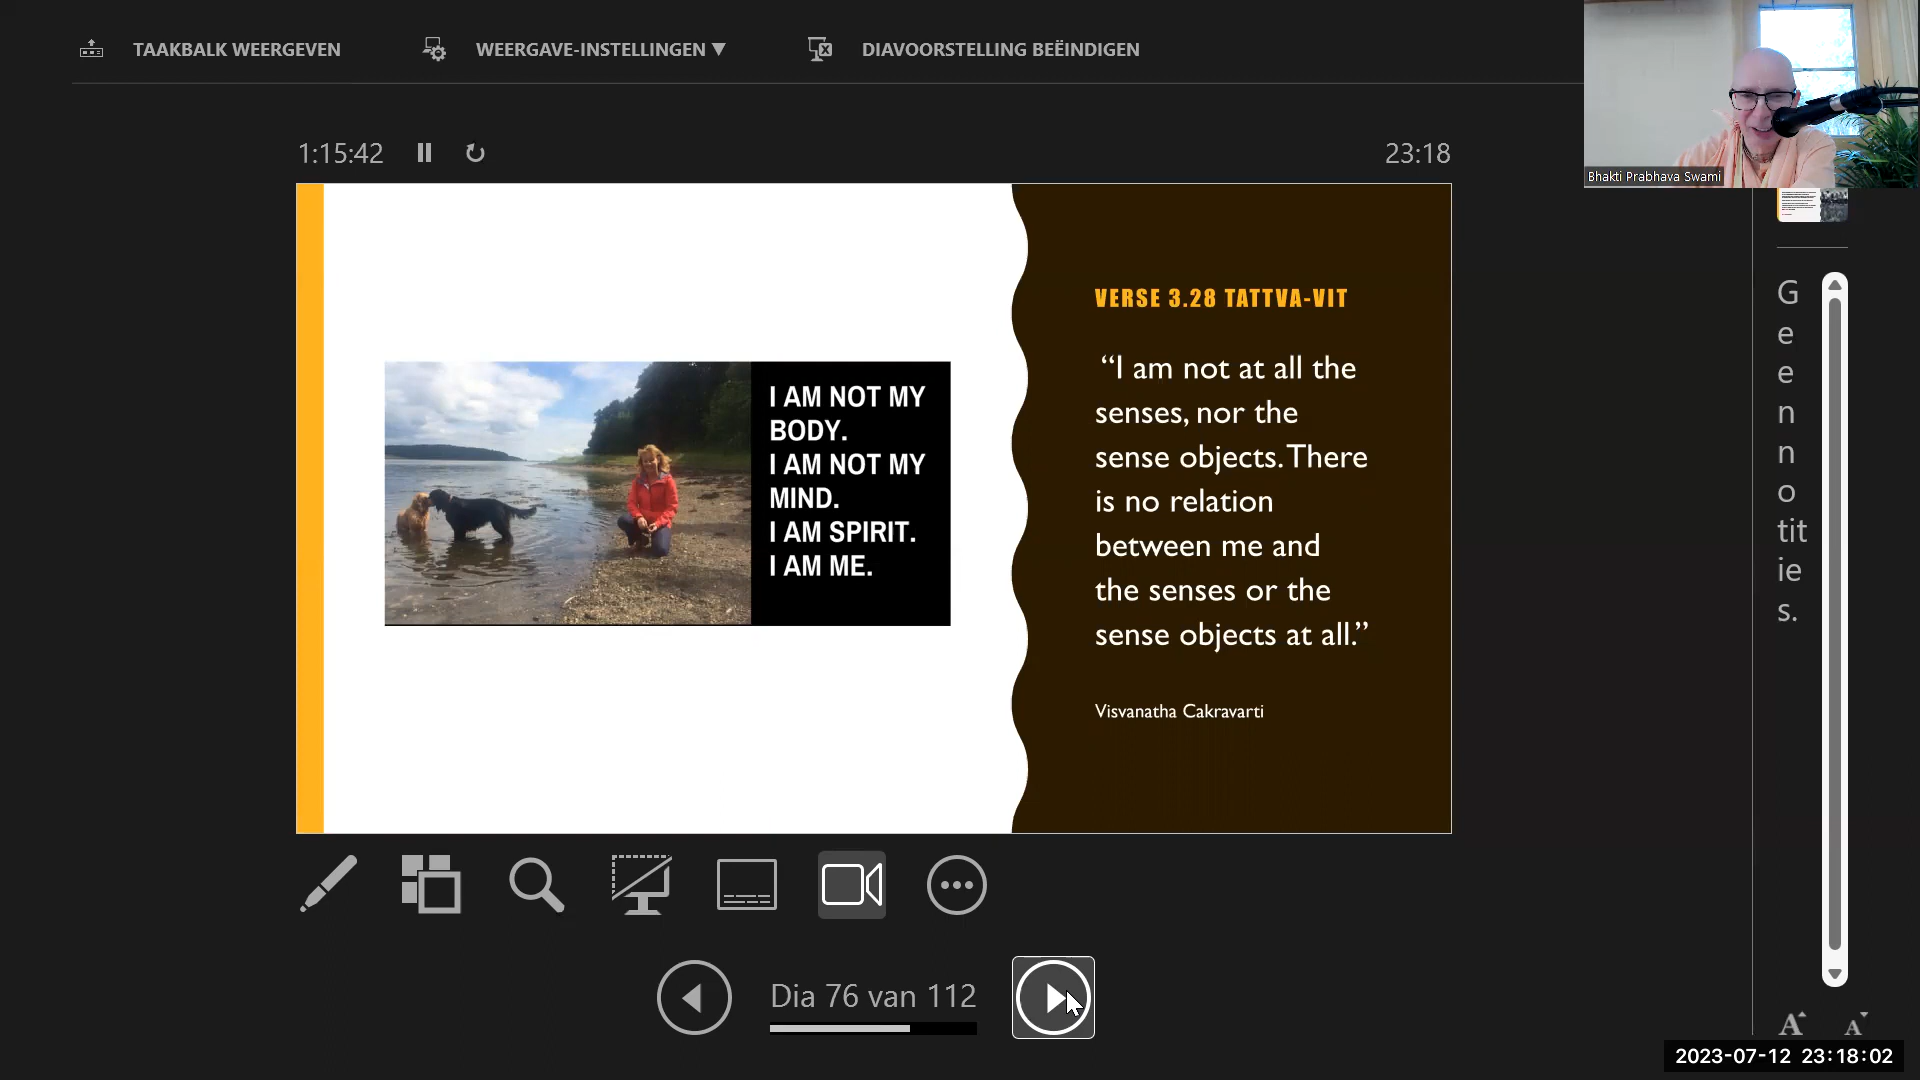 TAAKBALK WEERGEVEN
WEERGAVE-INSTELLINGEN ▼
DIAVOORSTELLING BEËINDIGEN
Bhakti Prabhava Swami
1:15:42
23:18
I AM NOT MY
BODY.
I AM NOT MY
MIND.
I AM SPIRIT.
I AM ME.
VERSE 3.28 TATTVA-VIT
“I am not at all the
senses, nor the
sense objects. There
is no relation
between me and
the senses or the
sense objects at all.”
Visvanatha Cakravarti
G
e
e
n
n
o
tit
ie
s.
Dia 76 van 112
A A
2023-07-12 23:18:02